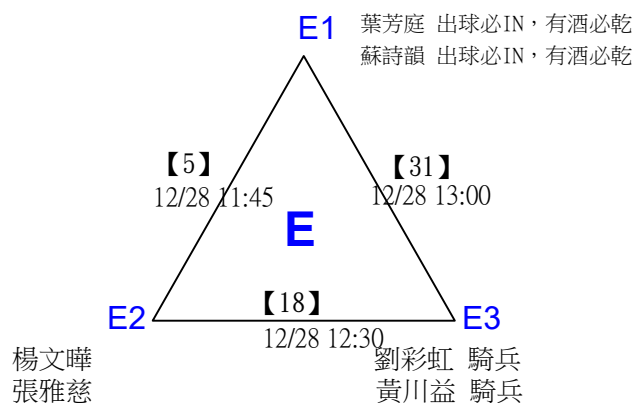 E1
葉芳庭 出球必IN，有酒必乾
蘇詩韻 出球必IN，有酒必乾
【5】
12/28 11:45
【31】
12/28 13:00
E
E2
【18】
12/28 12:30
E3
楊文曄
張雅慈
劉彩虹 騎兵
黃川益 騎兵